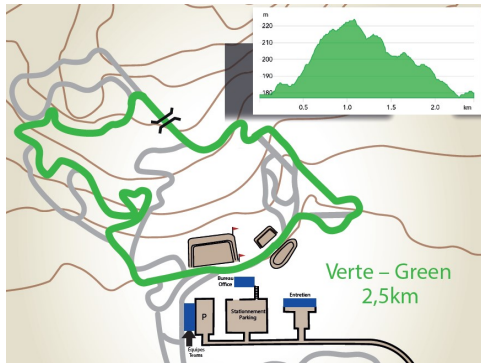 m
220
210
200
190
180
0.5 1.0 1.5 2.0 km
Verte – Green
2,5km
Bureau
Office
Entretien
P
Stationnement
Parking
Équipes
Teams